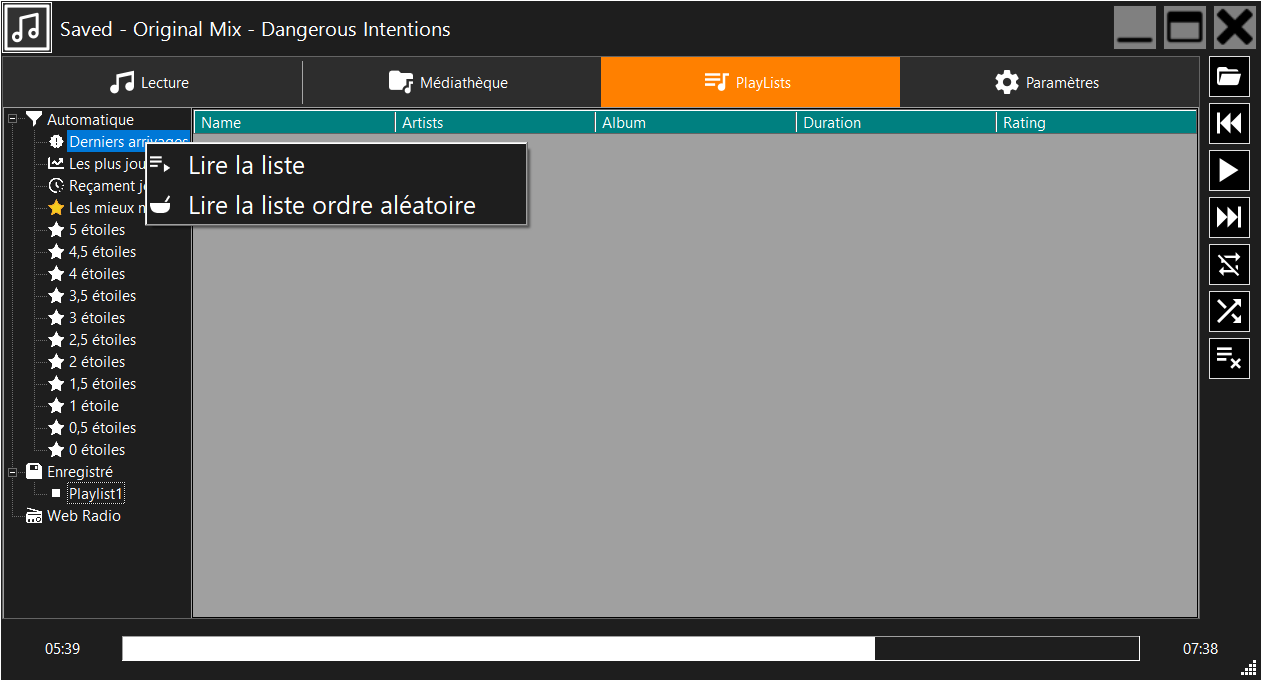 Saved - Original Mix - Dangerous Intentions
Lecture
Médiathèque
PlayLists
Paramètres
Automatique
Derniers arrivages
Les plus jou
Reçament j
Les mieux
5 étoiles
4,5 étoiles
4 étoiles
3,5 étoiles
3 étoiles
2,5 étoiles
2 étoiles
1,5 étoiles
1 étoile
0,5 étoiles
0 étoiles
Enregistré
Playlist1
Web Radio
Name
Artists
Album
Duration
Rating
Lire la liste
Lire la liste ordre aléatoire
05:39
07:38